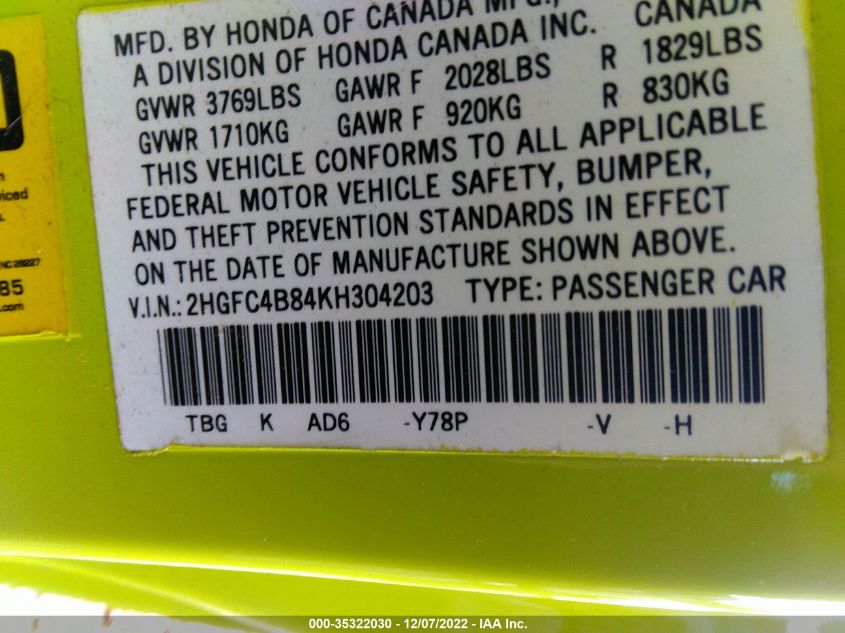 MFD. BY HONDA OF CANADA MFG.,
A DIVISION OF HONDA CANADA INC. CANADA
GVWR 3769LBS GAWR F 2028LBS R 1829LBS
GVWR 1710KG GAWR F 920KG R 830KG
THIS VEHICLE CONFORMS TO ALL APPLICABLE
FEDERAL MOTOR VEHICLE SAFETY, BUMPER,
AND THEFT PREVENTION STANDARDS IN EFFECT
ON THE DATE OF MANUFACTURE SHOWN ABOVE.
V.I.N.: 2HGFC4B84KH304203 TYPE: PASSENGER CAR
TBG K AD6 -Y78P -V -H
85
.com
000-35322030 - 12/07/2022 - IAA Inc.